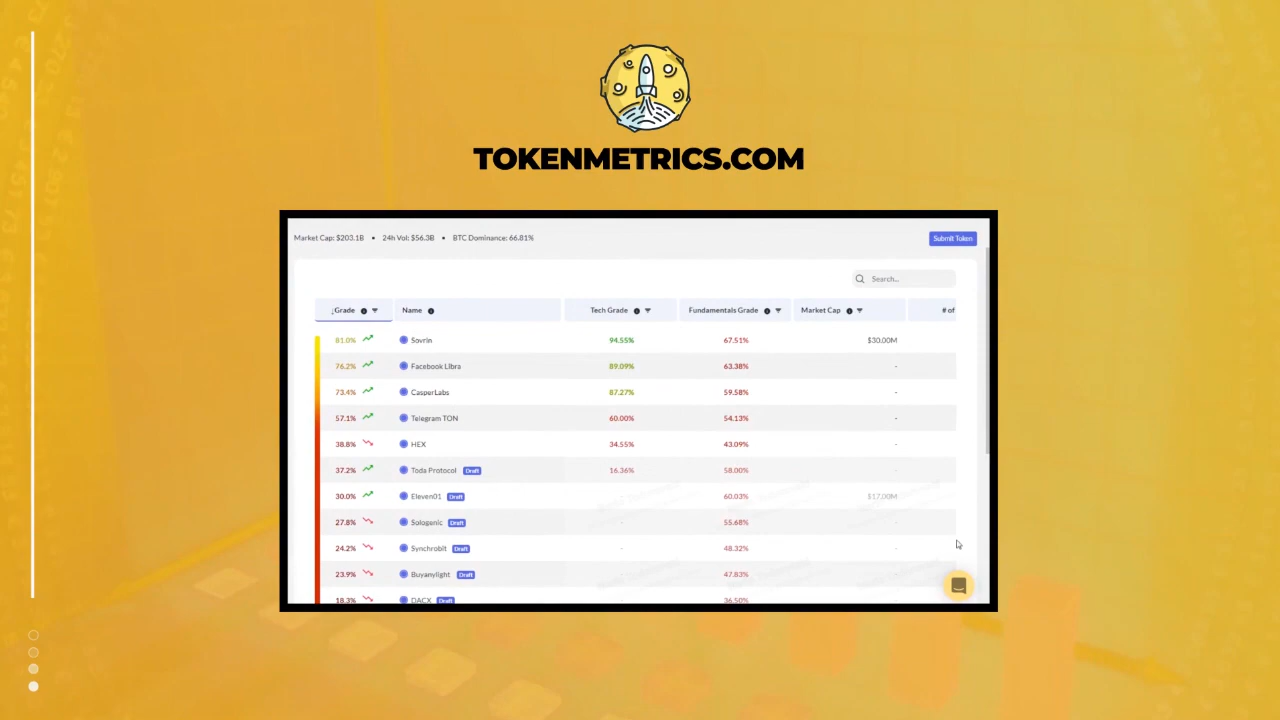 TOKENMETRICS.COM
Market Cap: $203.1B • 24h Vol: $56.3B • BTC Dominance: 66.81%
Submit Token
Search...
↓Grade Name Tech Grade Fundamentals Grade Market Cap # of
81.0% Sovrin 94.55% 67.51% $30.00M
76.2% Facebook Libra 89.09% 63.38% -
73.4% CasperLabs 87.27% 59.58% -
57.1% Telegram TON 60.00% 54.13% -
38.8% HEX 34.55% 43.09% -
37.2% Toda Protocol Draft 16.36% 58.00% -
30.0% Eleven01 Draft - 60.03% $17.00M
27.8% Sologenic Draft - 55.68% -
24.2% Synchrobit Draft - 48.32% -
23.9% Buyanylight Draft - 47.83% -
18.3% DACX Draft - 36.50% -